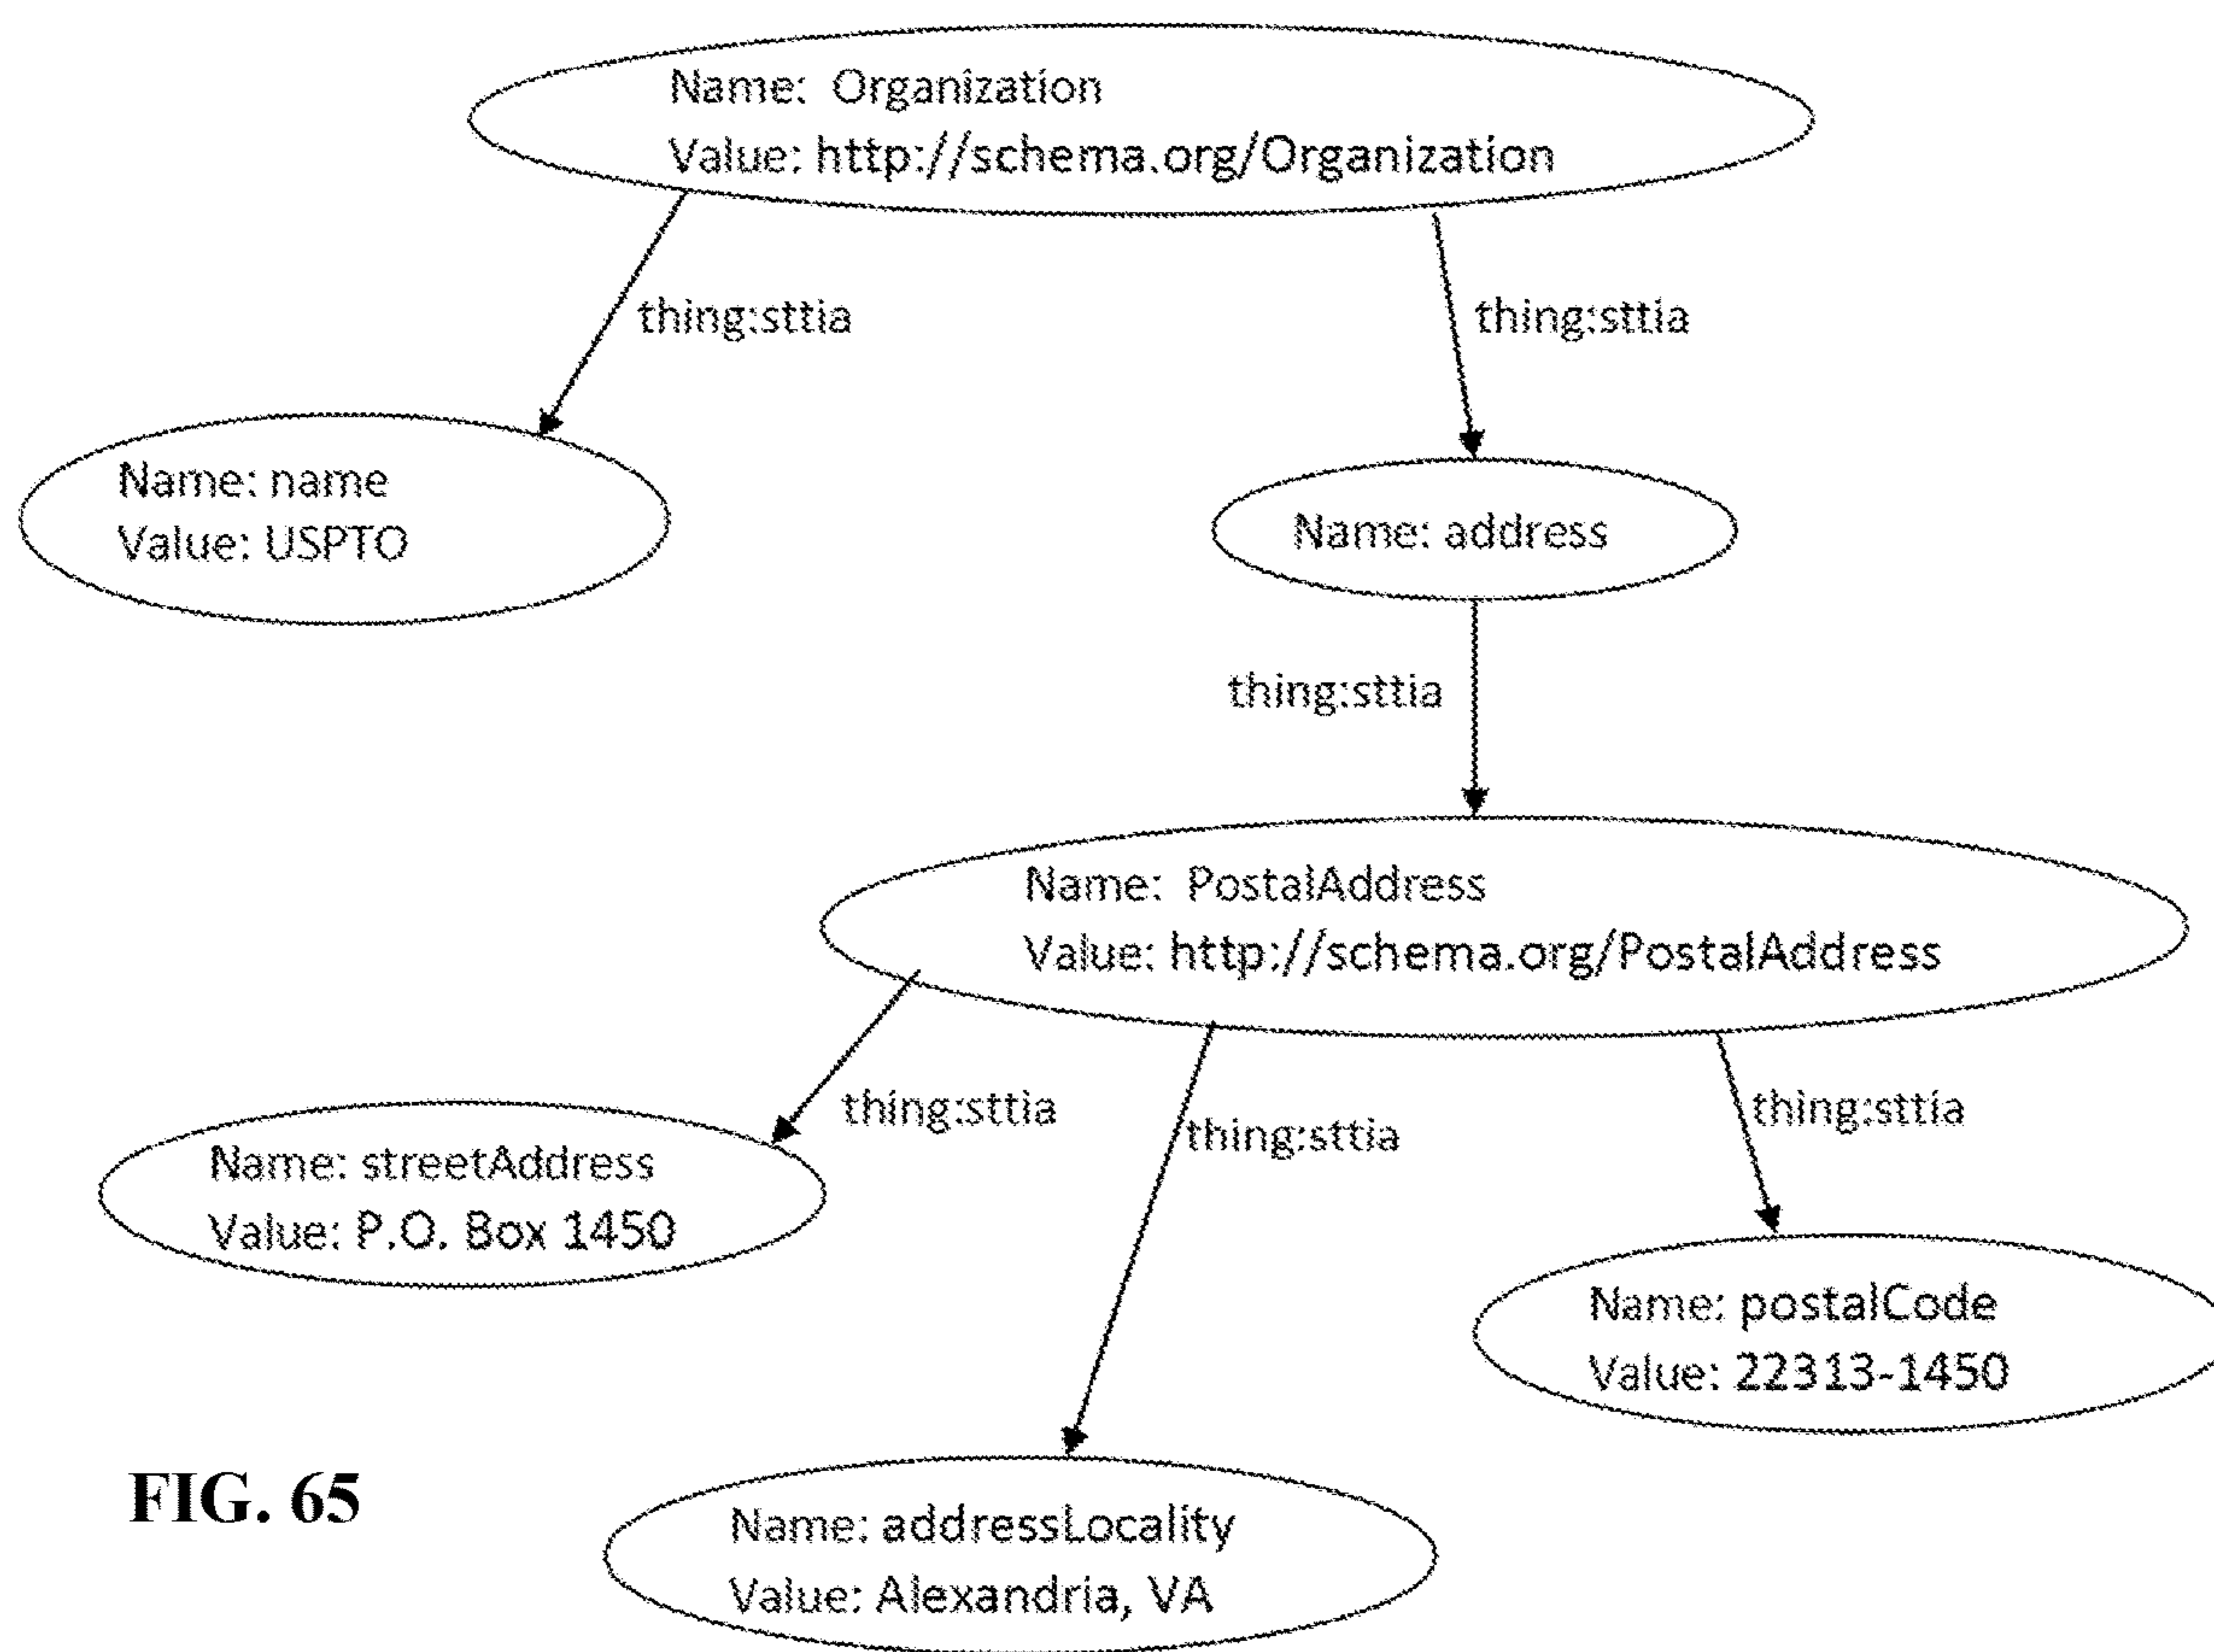 Name: Organization
Value: http://schema.org/Organization
thing:sttia
thing:sttia
Name: name
Value: USPTO
Name: address
thing:sttia
Name: PostalAddress
Value: http://schema.org/PostalAddress
thing:sttia
thing:sttia
thing:sttia
Name: streetAddress
Value: P.O. Box 1450
Name: postalCode
Value: 22313-1450
FIG. 65
Name: addressLocality
Value: Alexandria, VA